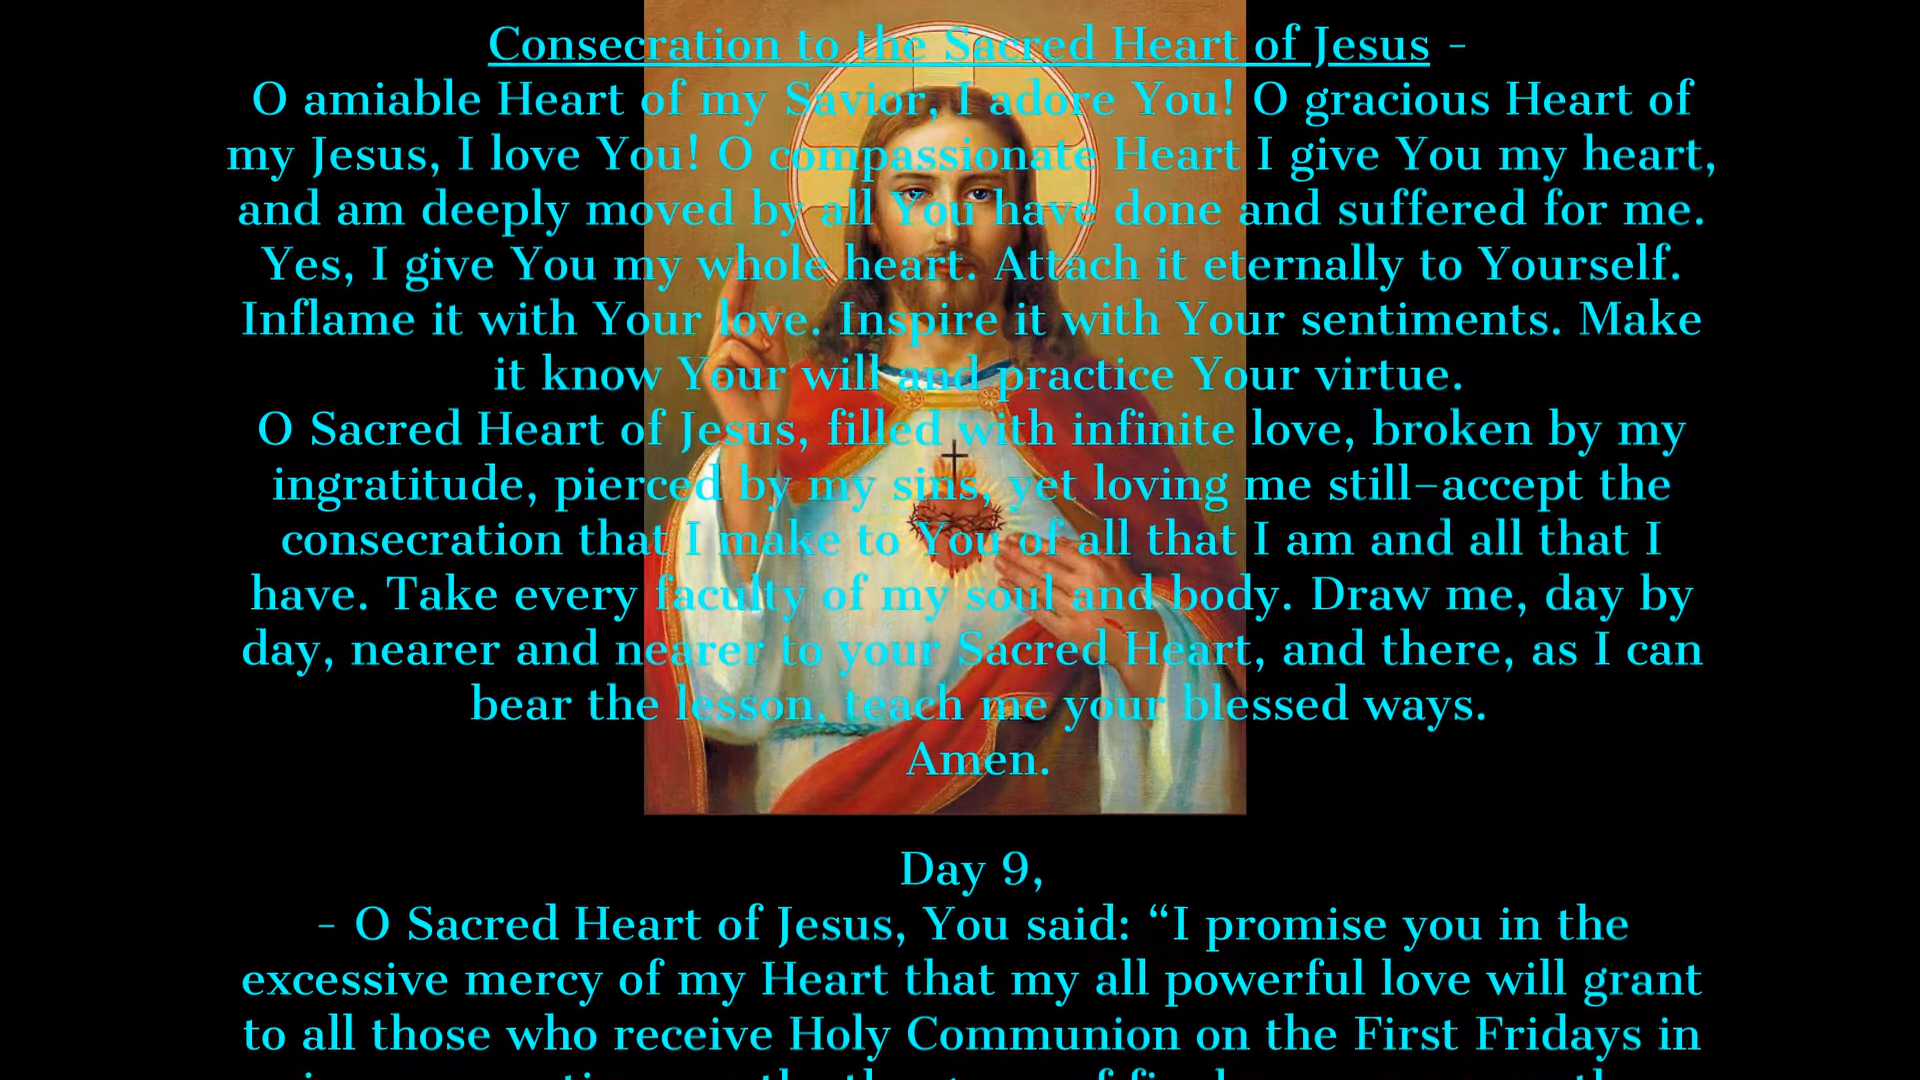 Consecration to the Sacred Heart of Jesus -
O amiable Heart of my Savior, I adore You! O gracious Heart of
my Jesus, I love You! O compassionate Heart I give You my heart,
and am deeply moved by all You have done and suffered for me.
Yes, I give You my whole heart. Attach it eternally to Yourself.
Inflame it with Your love. Inspire it with Your sentiments. Make
it know Your will and practice Your virtue.
O Sacred Heart of Jesus, filled with infinite love, broken by my
ingratitude, pierced by my sins, yet loving me still–accept the
consecration that I make to You of all that I am and all that I
have. Take every faculty of my soul and body. Draw me, day by
day, nearer and nearer to your Sacred Heart, and there, as I can
bear the lesson, teach me your blessed ways.
Amen.
Day 9,
- O Sacred Heart of Jesus, You said: “I promise you in the
excessive mercy of my Heart that my all powerful love will grant
to all those who receive Holy Communion on the First Fridays in